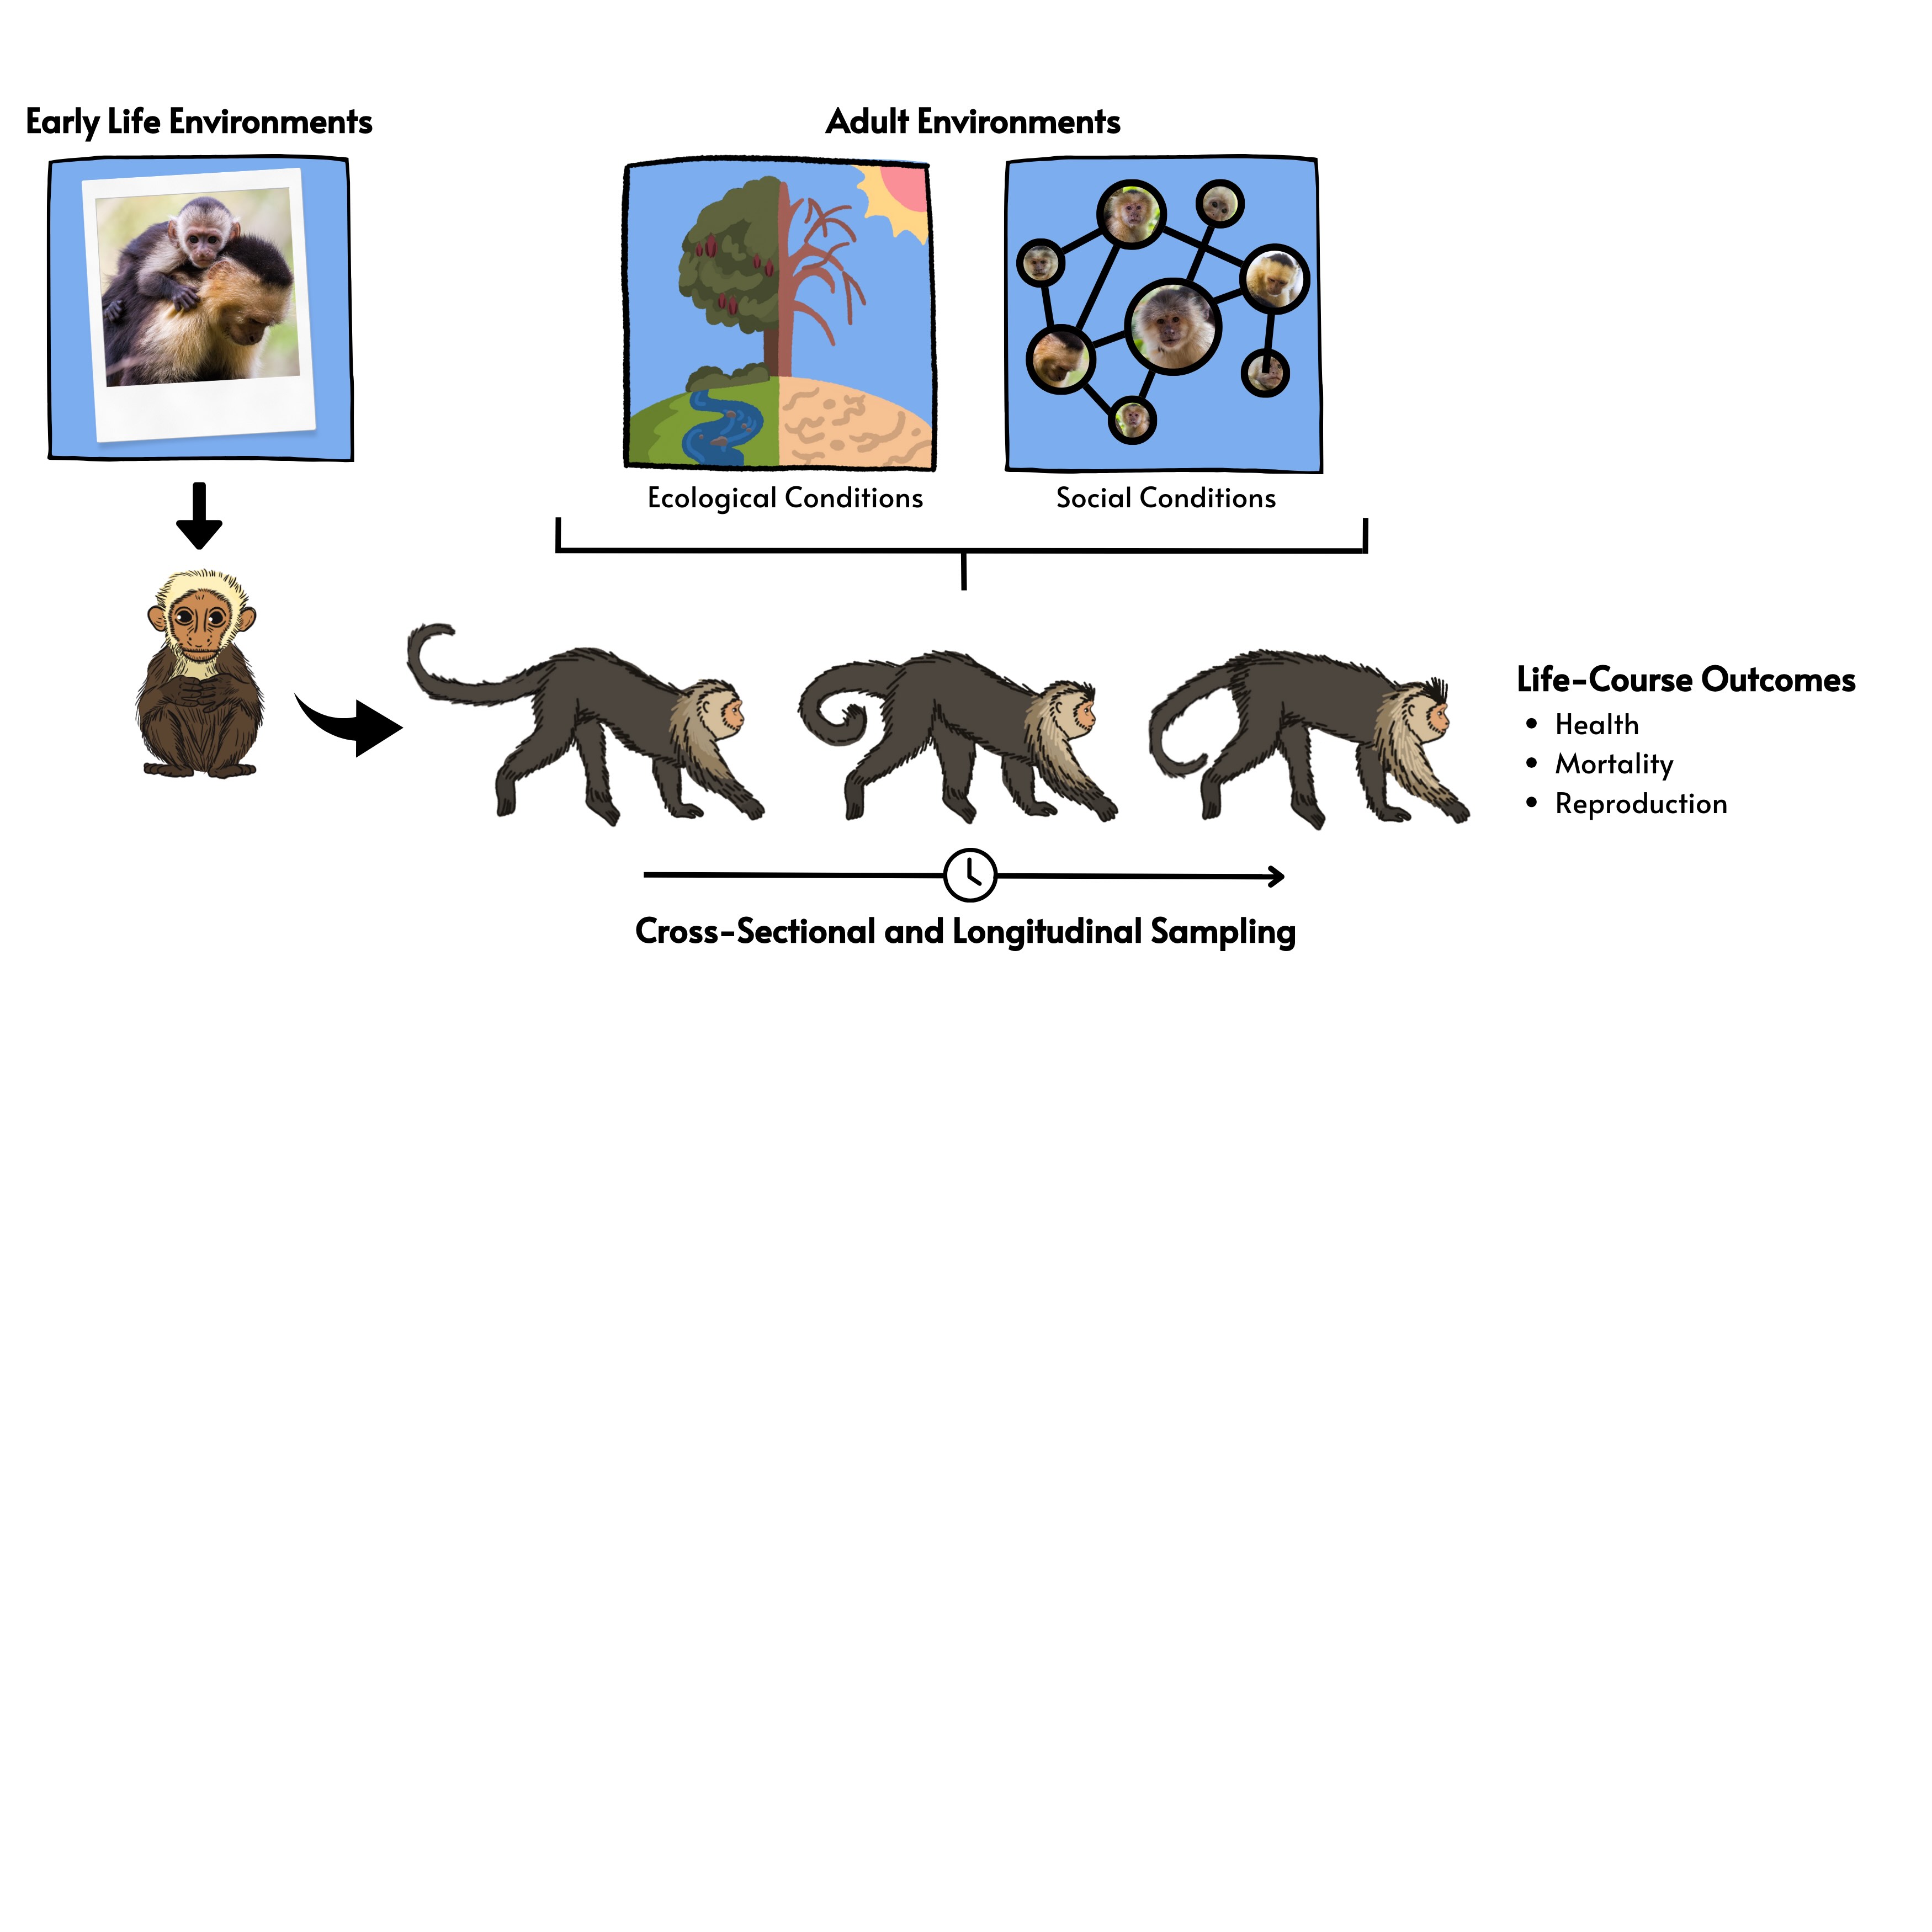 Early Life Environments
Adult Environments
Ecological Conditions
Social Conditions
Life-Course Outcomes
• Health
• Mortality
• Reproduction
Cross-Sectional and Longitudinal Sampling